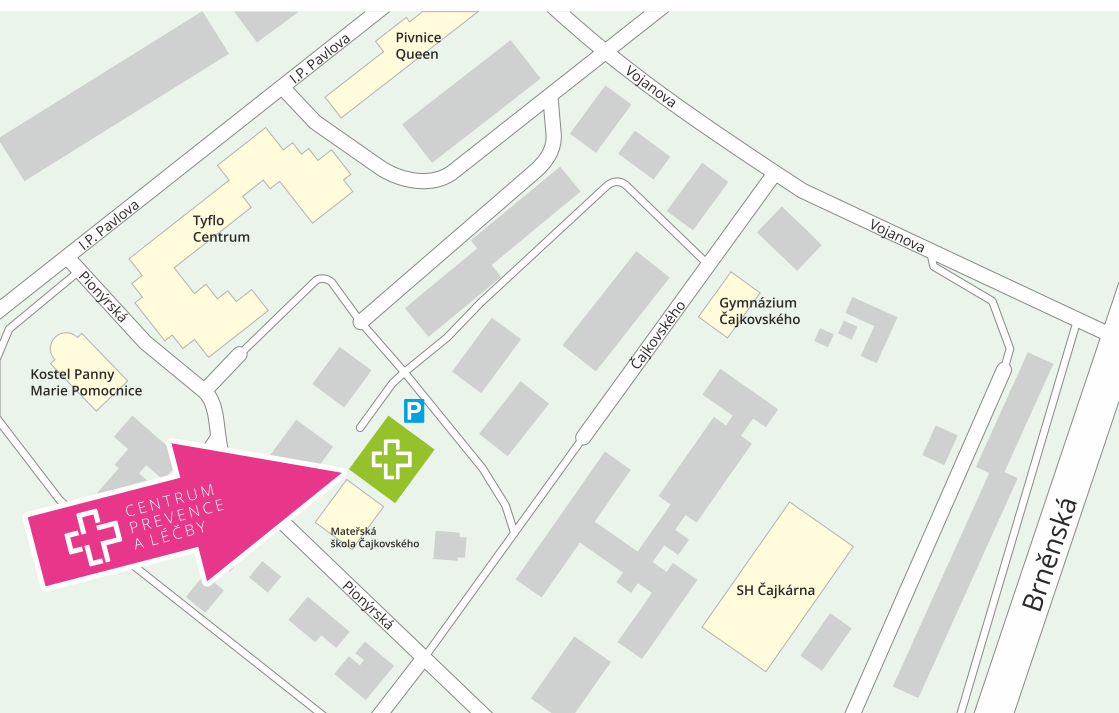 Pivnice
Queen
I.P. Pavlova
Vojanova
Tyflo
Centrum
I.P. Pavlova
Vojanova
Pionýrská
Gymnázium
Čajkovského
Čajkovského
Kostel Panny
Marie Pomocnice
P
CENTRUM
PREVENCE
A LÉČBY
Mateřská
škola Čajkovského
Brněnská
SH Čajkárna
Pionýrská